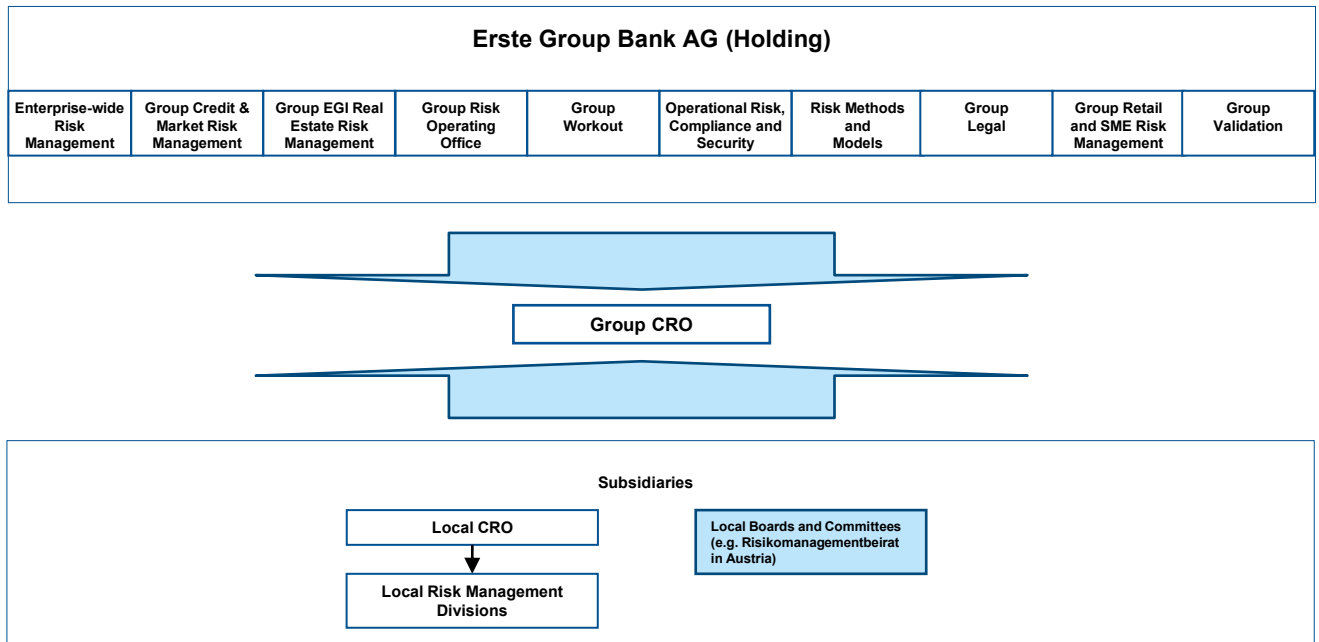 Erste Group Bank AG (Holding)
Enterprise-wide
Risk
Management
Group Credit &
Market Risk
Management
Group EGI Real
Estate Risk
Management
Group Risk
Operating
Office
Group
Workout
Operational Risk,
Compliance and
Security
Risk Methods
and
Models
Group
Legal
Group Retail
and SME Risk
Management
Group
Validation
Group CRO
Subsidiaries
Local CRO
Local Risk Management
Divisions
Local Boards and Committees
(e.g. Risikomanagementbeirat
in Austria)